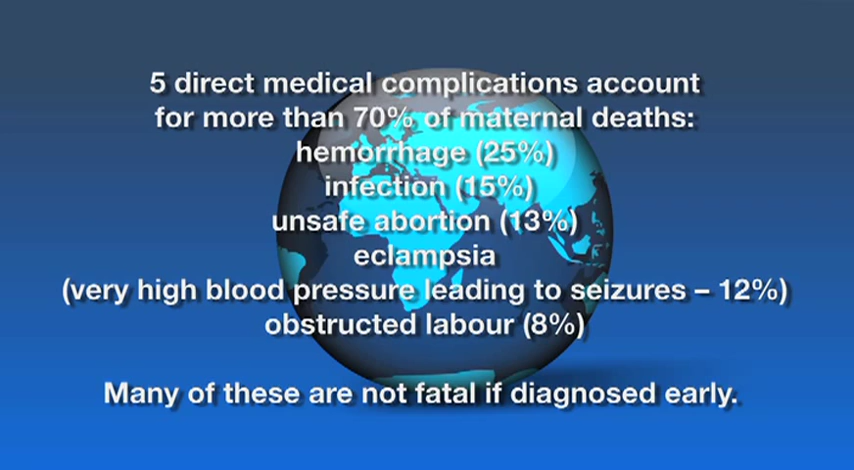 5 direct medical complications account
for more than 70% of maternal deaths:
hemorrhage (25%)
infection (15%)
unsafe abortion (13%)
eclampsia
(very high blood pressure leading to seizures – 12%)
obstructed labour (8%)
Many of these are not fatal if diagnosed early.